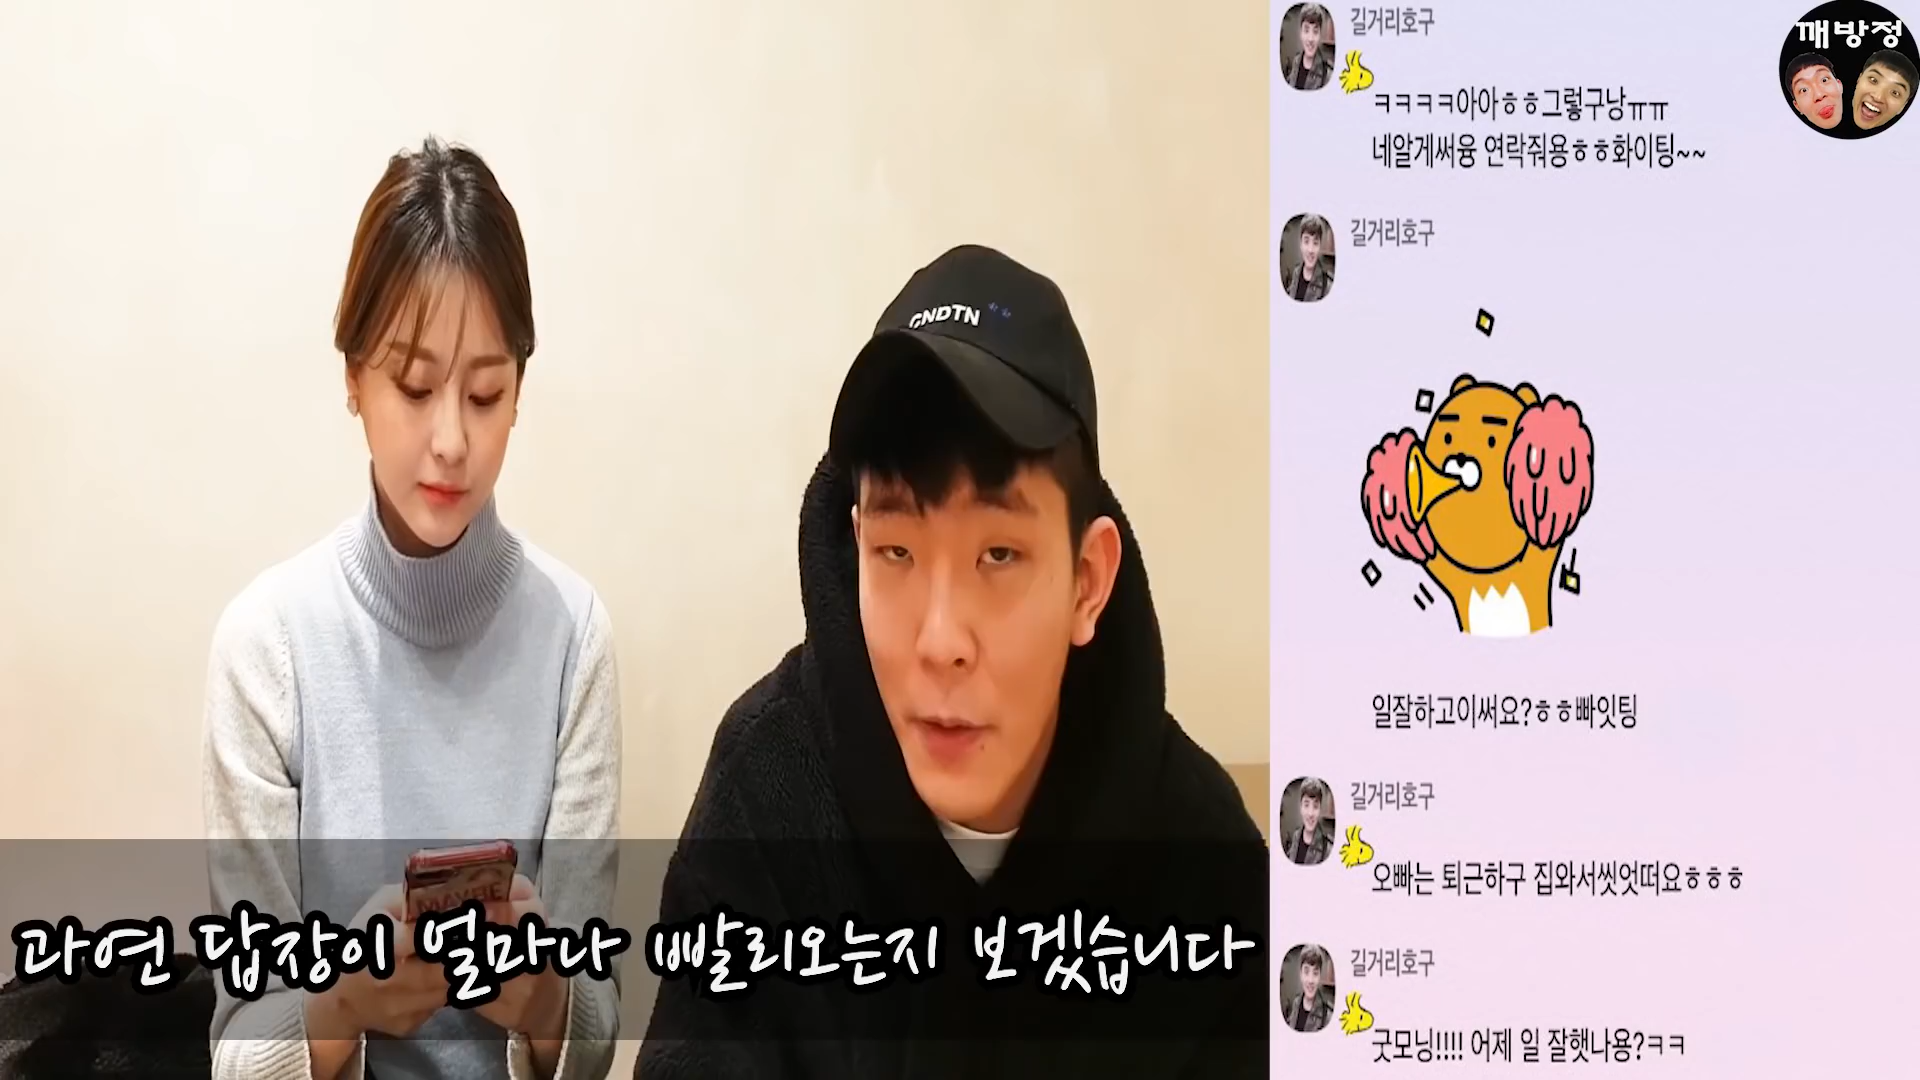 길거리호구
ㅋㅋㅋㅋ아아ㅎㅎ그렇구낭ㅠㅠ
네알게써융 연락줘용ㅎㅎ화이팅~~
깨방정
길거리호구
일잘하고이써요?ㅎㅎ빠잇팅
길거리호구
오빠는 퇴근하구 집와서씻엇떠요ㅎㅎㅎ
길거리호구
굿모닝!!!! 어제 일 잘햇나용?ㅋㅋ
CNDTN
MAYBE
과연 답장이 얼마나 빨리오는지 보겠습니다